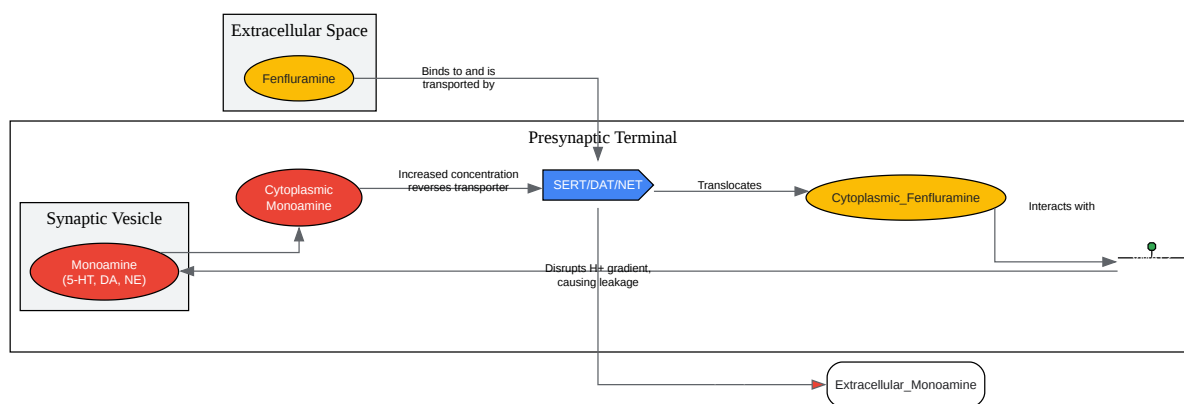 Extracellular Space
Fenfluramine
Binds to and is
transported by
Presynaptic Terminal
Cytoplasmic
Monoamine
Increased concentration
reverses transporter
SERT/DAT/NET
Translocates
Cytoplasmic_Fenfluramine
Interacts with
Synaptic Vesicle
Monoamine
(5-HT, DA, NE)
Disrupts H+ gradient,
causing leakage
Extracellular_Monoamine